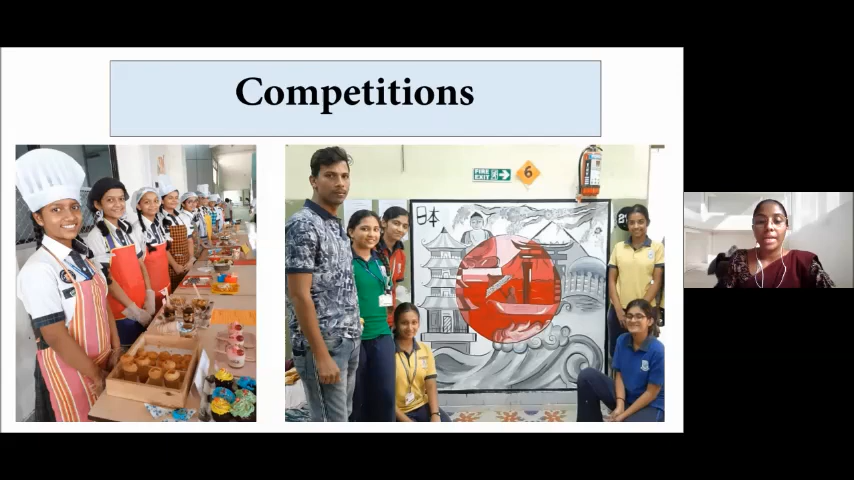 Competitions
FIRE
EXIT
6
日本